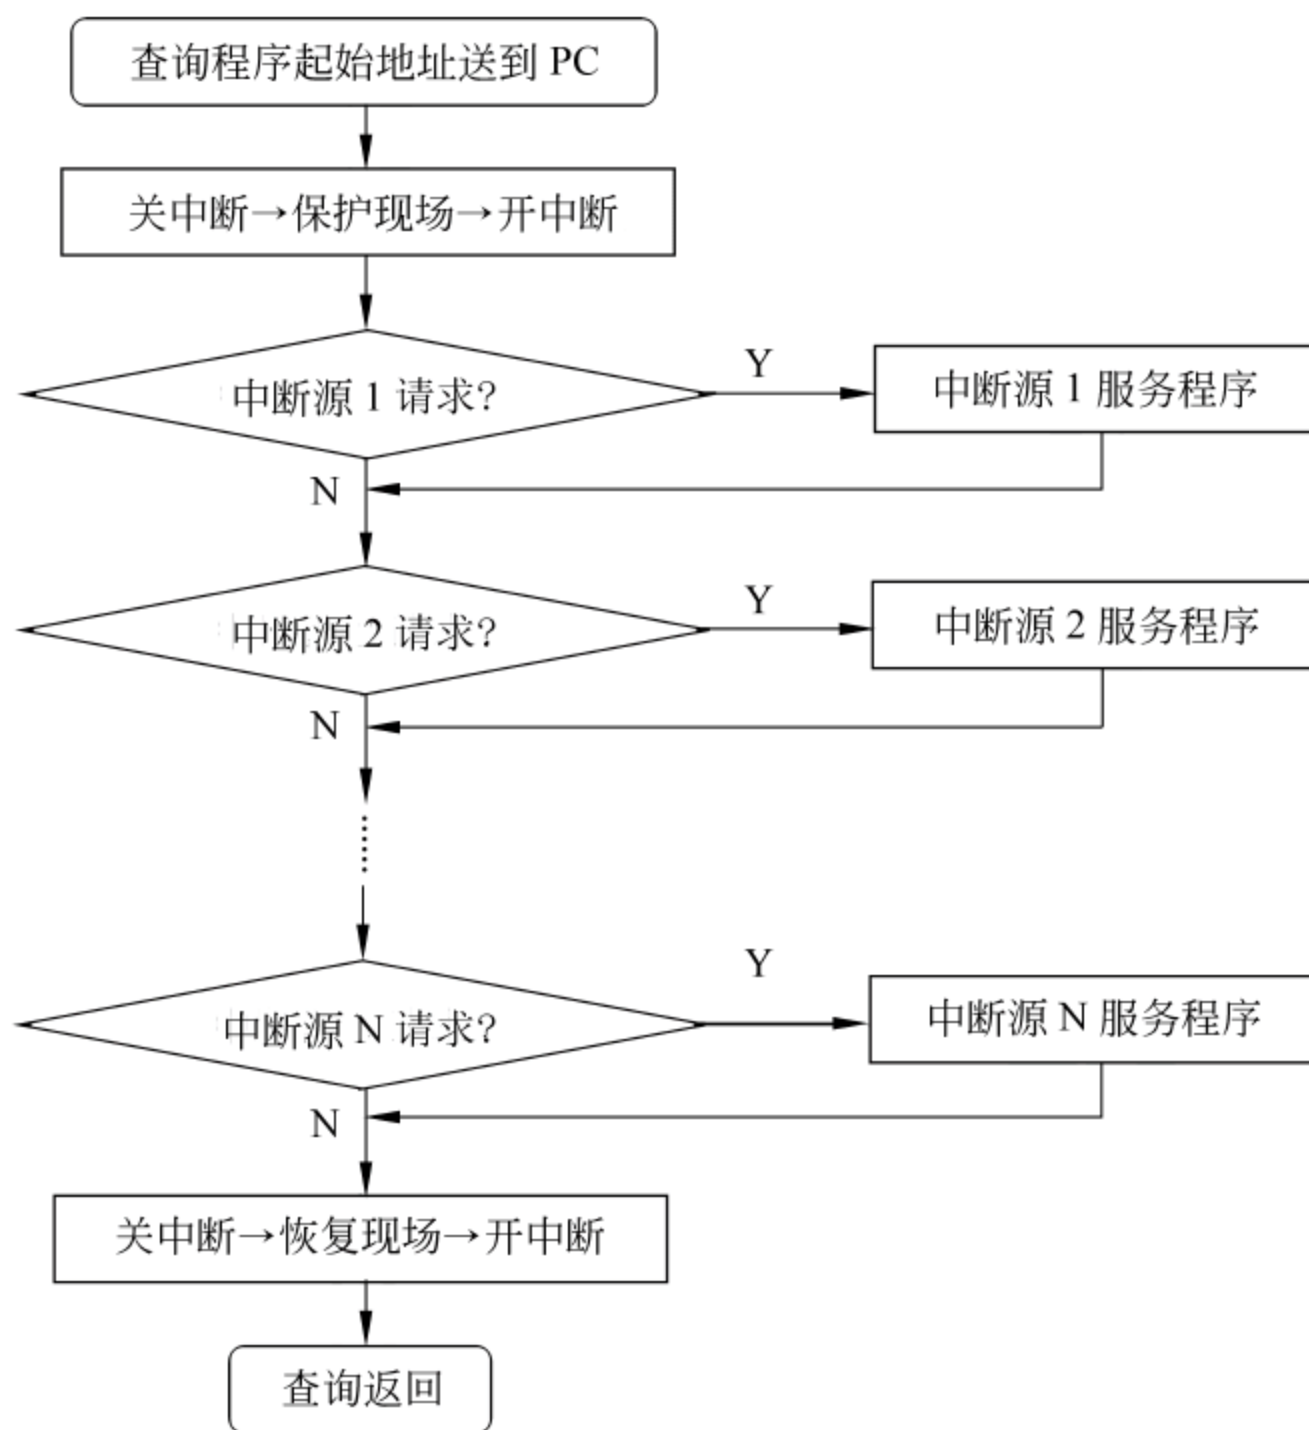 查询程序起始地址送到 PC
关中断→保护现场→开中断
中断源 1 请求?
Y
中断源 1 服务程序
N
中断源 2 请求?
Y
中断源 2 服务程序
N
......
中断源 N 请求?
Y
中断源 N 服务程序
N
关中断→恢复现场→开中断
查询返回